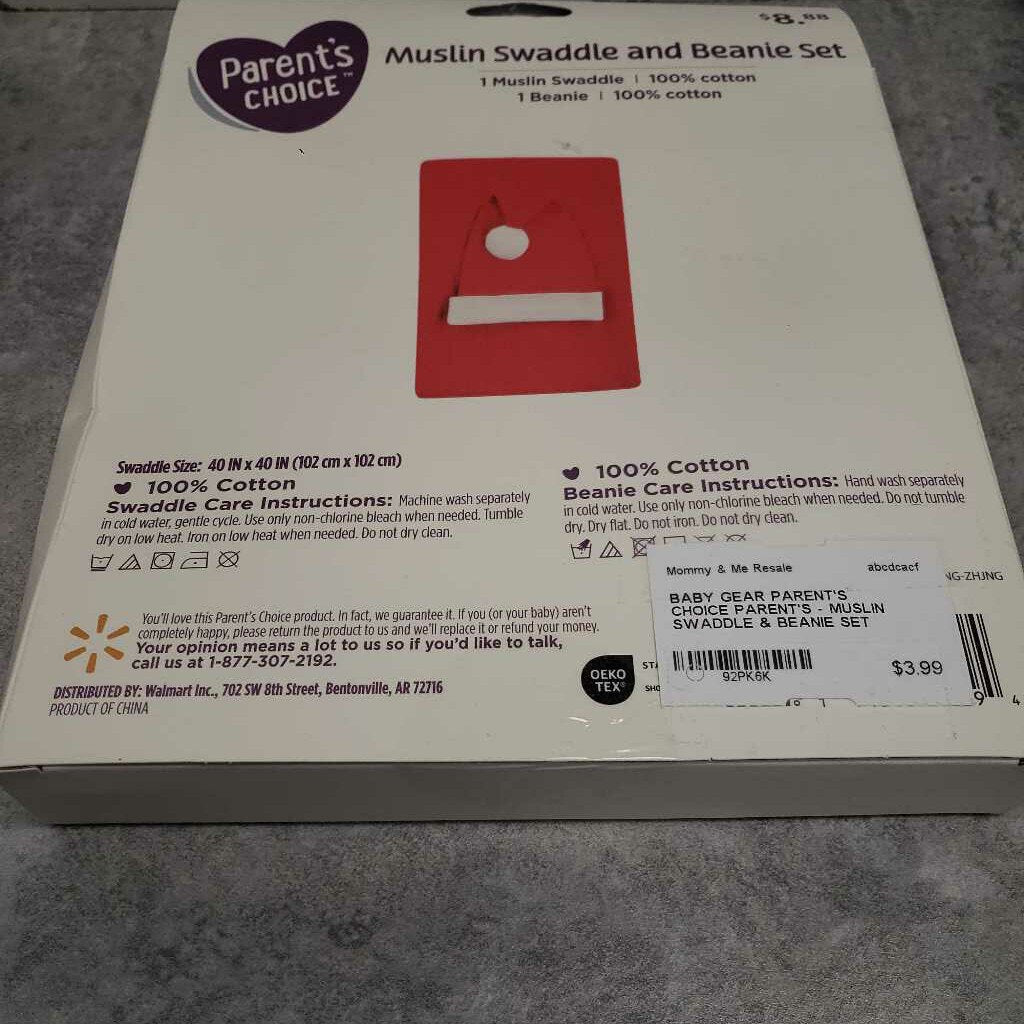 $8.88
Parent's
CHOICE™
Muslin Swaddle and Beanie Set
1 Muslin Swaddle | 100% cotton
1 Beanie | 100% cotton
Swaddle Size: 40 IN x 40 IN (102 cm x 102 cm)
100% Cotton
Swaddle Care Instructions: Machine wash separately
in cold water, gentle cycle. Use only non-chlorine bleach when needed. Tumble
dry on low heat. Iron on low heat when needed. Do not dry clean.
100% Cotton
Beanie Care Instructions: Hand wash separately
in cold water. Use only non-chlorine bleach when needed. Do not tumble
dry. Dry flat. Do not iron. Do not dry clean.
You'll love this Parent's Choice product. In fact, we guarantee it. If you (or your baby) aren't
completely happy, please return the product to us and we'll replace it or refund your money.
Your opinion means a lot to us so if you'd like to talk,
call us at 1-877-307-2192.
DISTRIBUTED BY: Walmart Inc., 702 SW 8th Street, Bentonville, AR 72716
PRODUCT OF CHINA
OEKO
TEX®
Mommy & Me Resale abcdcacf
BABY GEAR PARENT'S
CHOICE PARENT'S - MUSLIN
SWADDLE & BEANIE SET
92PK6K
$3.99
NG-ZHJNG
9 4